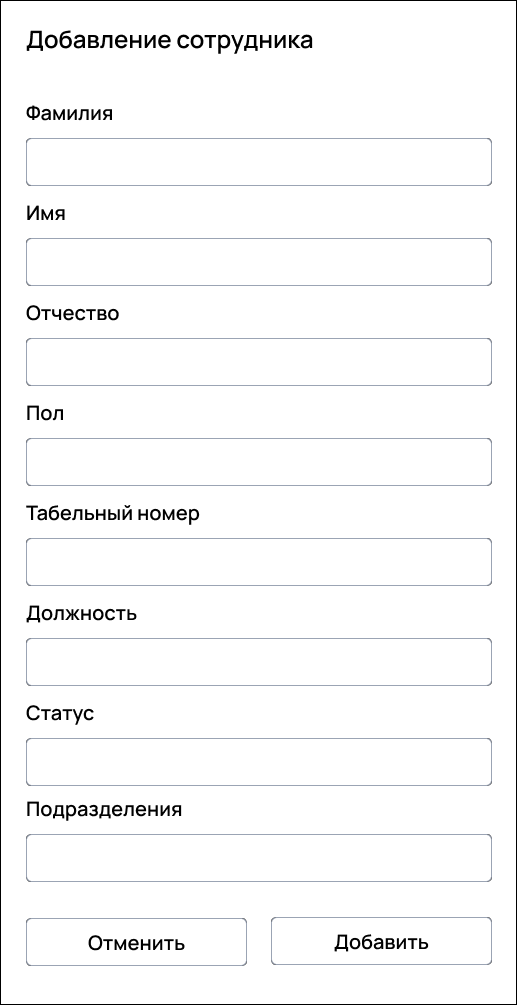 Добавление сотрудника
Фамилия
Имя
Отчество
Пол
Табельный номер
Должность
Статус
Подразделения
Отменить
Добавить